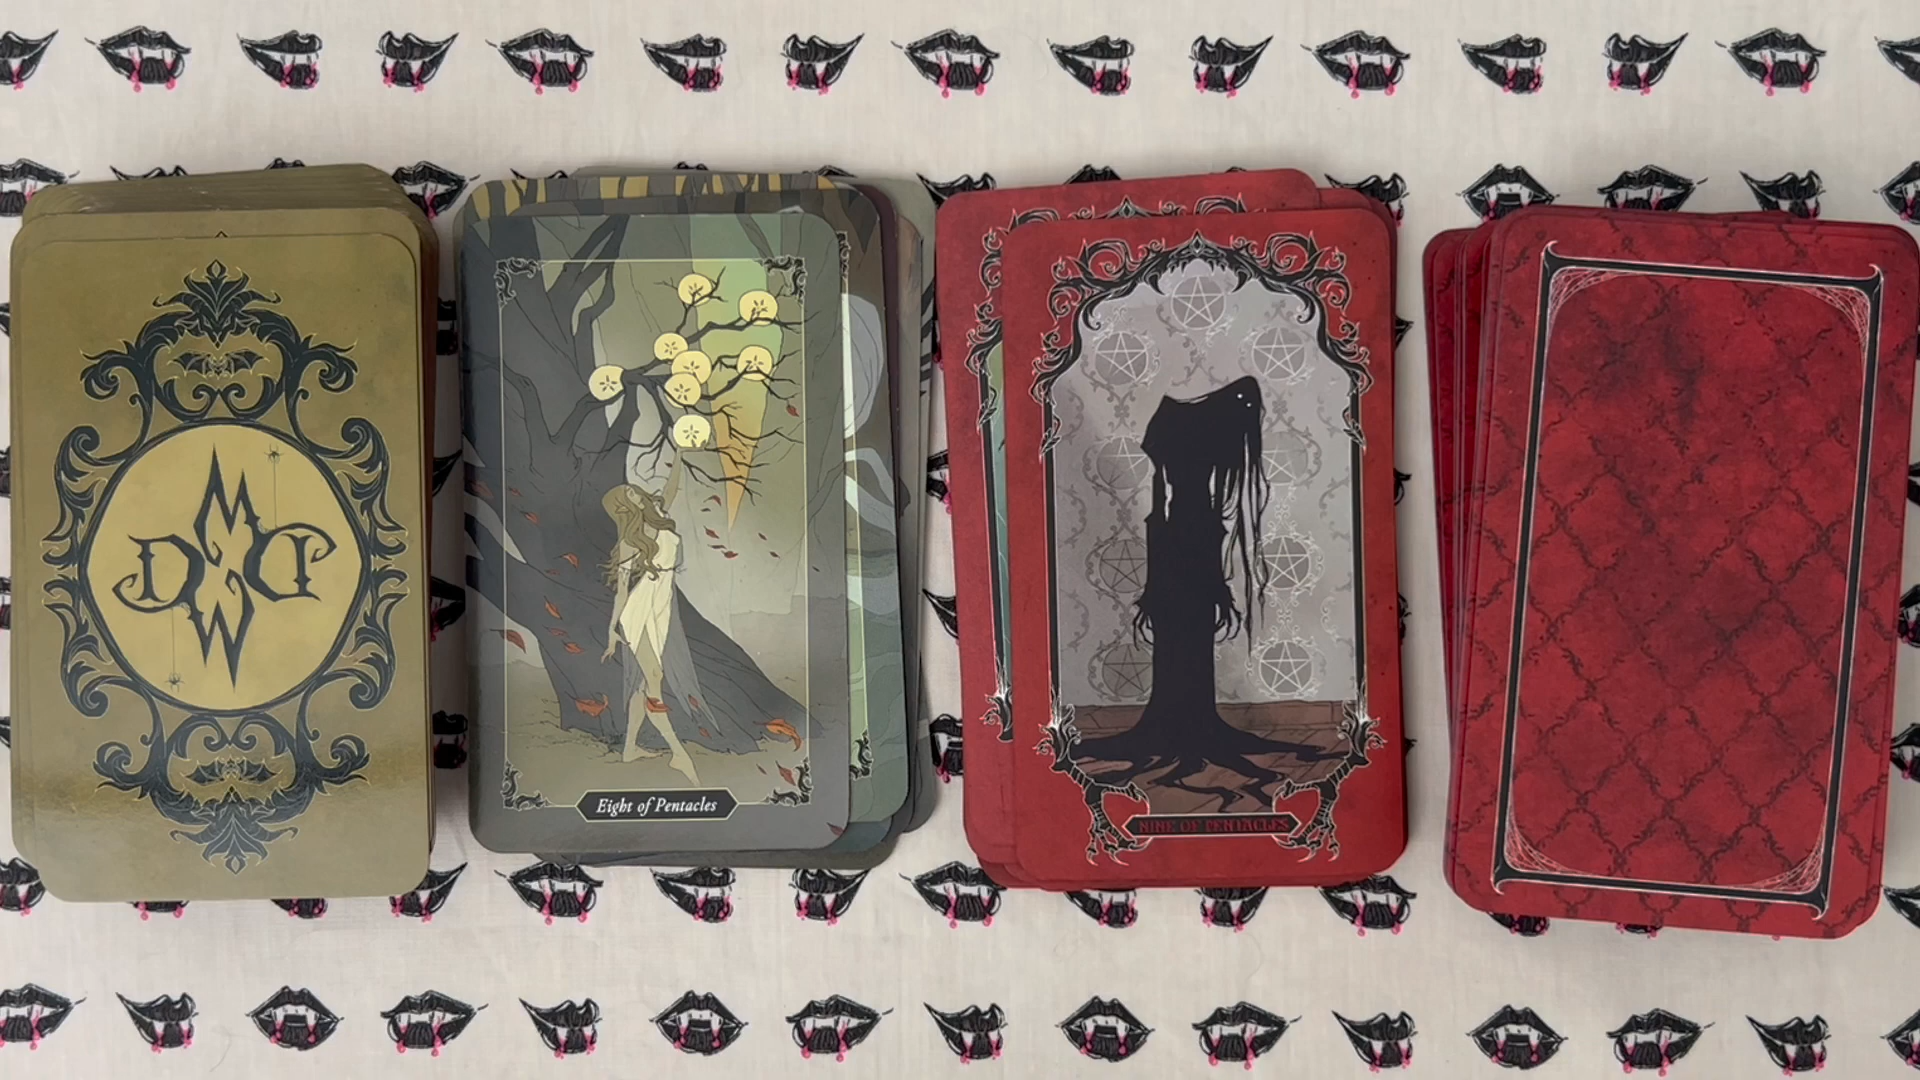 M
D D
W
Eight of Pentacles
NINE OF PENTACLES